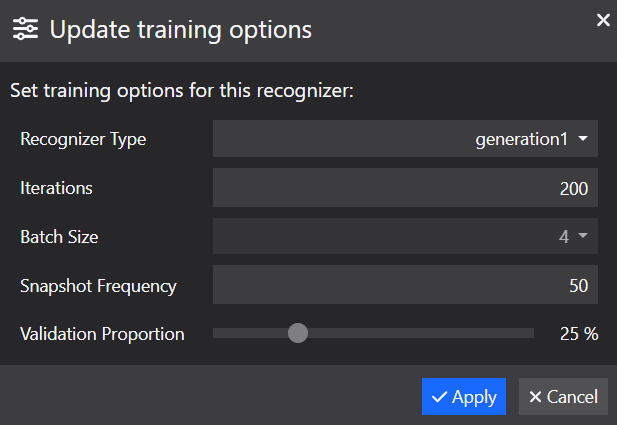 Update training options
Set training options for this recognizer:
Recognizer Type generation1
Iterations 200
Batch Size 4
Snapshot Frequency 50
Validation Proportion 25 %
Apply Cancel